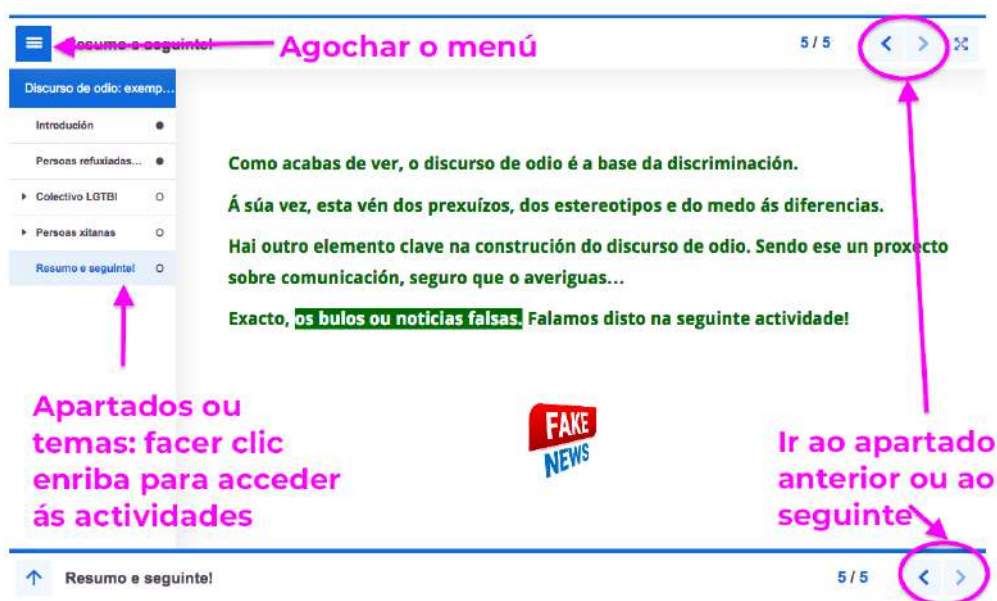 Resumo e seguinte!
Agochar o menú
5 / 5
Discurso de odio: exemp...
Introdución
Persoas refuxiadas...
Colectivo LGTBI
Persoas xitanas
Resumo e seguinte!
Como acabas de ver, o discurso de odio é a base da discriminación.
Á súa vez, esta vén dos prexuízos, dos estereotipos e do medo ás diferencias.
Hai outro elemento clave na construción do discurso de odio. Sendo ese un proxecto
sobre comunicación, seguro que o averiguas...
Exacto, os bulos ou noticias falsas. Falamos disto na seguinte actividade!
Apartados ou
temas: facer clic
enriba para acceder
ás actividades
FAKE
NEWS
Ir ao apartado
anterior ou ao
seguinte
Resumo e seguinte!
5 / 5